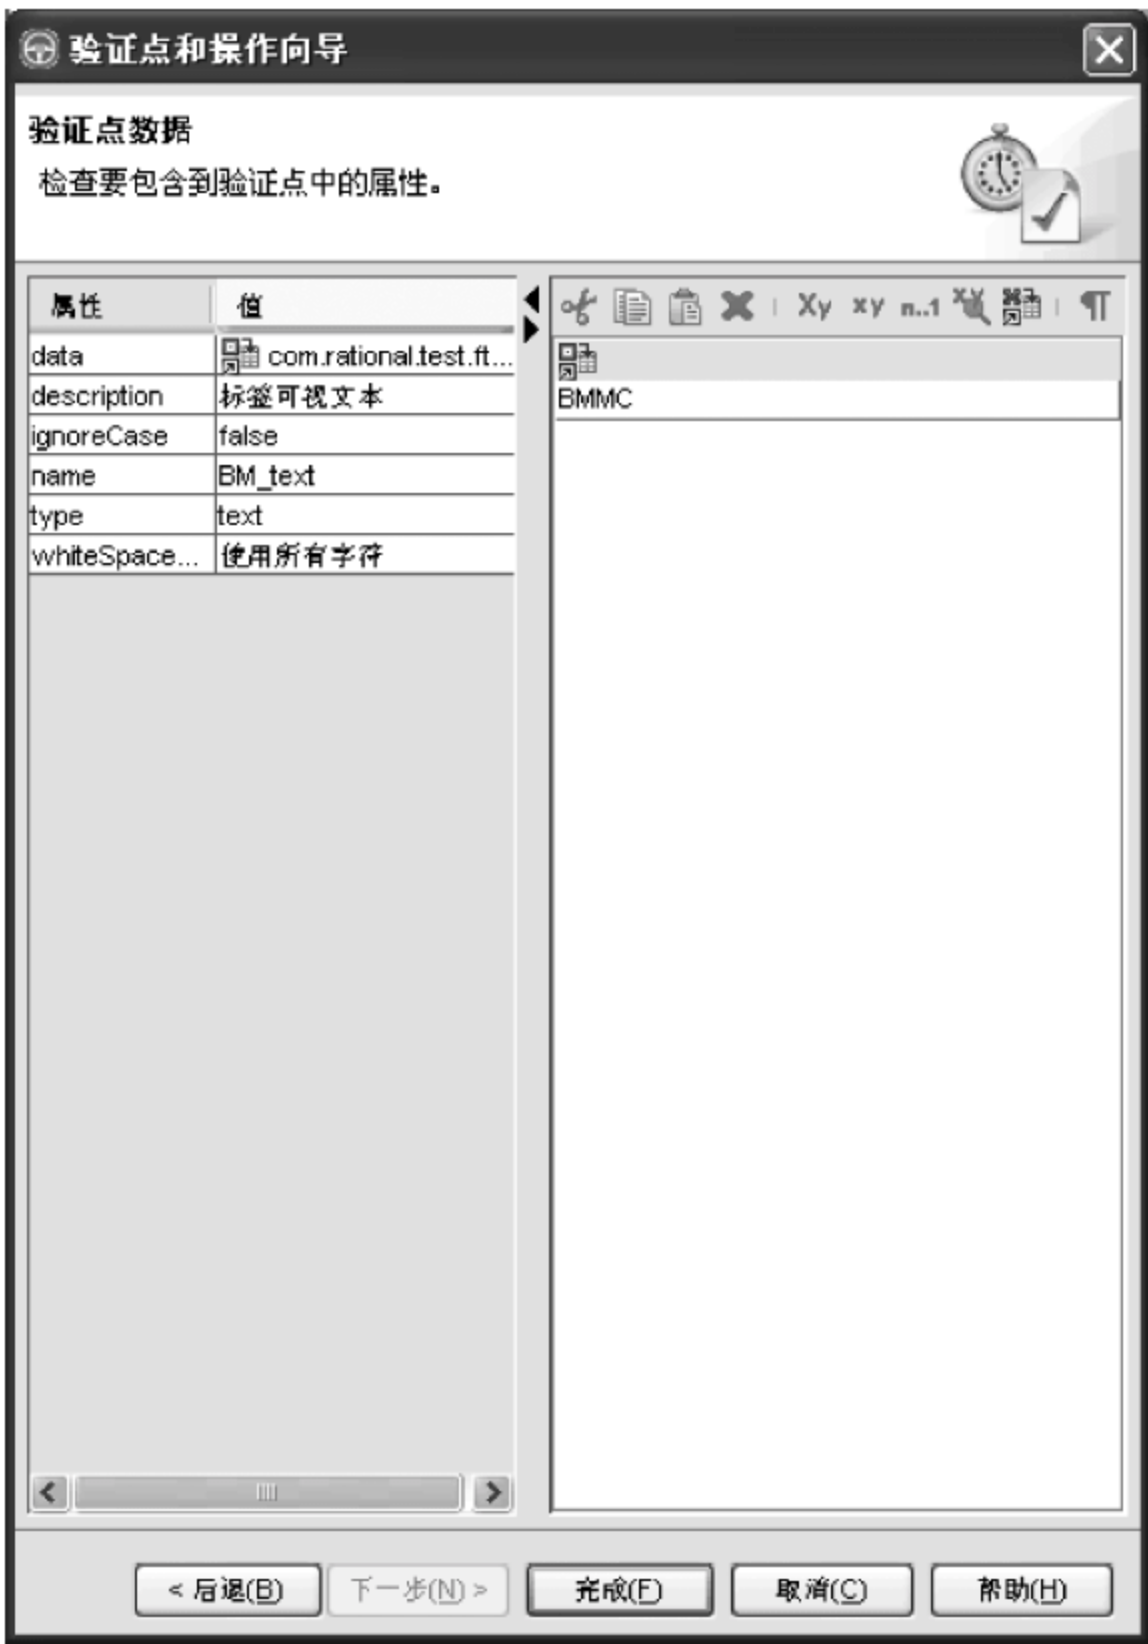 验证点和操作向导
验证点数据
检查要包含到验证点中的属性。
属性 值
data com.rational.test.ft...
description 标签可视文本
ignoreCase false
name BM_text
type text
whiteSpace... 使用所有字符
Xy xy n..1 ¶
BMMC
< 后退(B) 下一步(N) > 完成(F) 取消(C) 帮助(H)